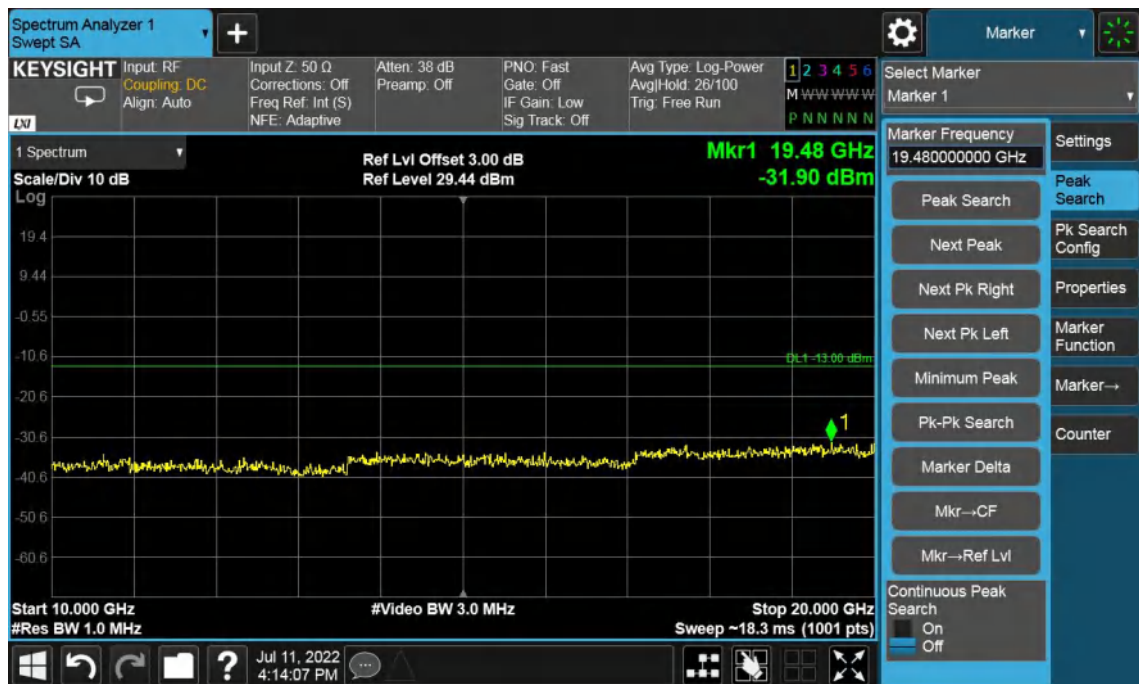 Spectrum Analyzer 1
Swept SA
+
Marker
KEYSIGHT
LXI
Input: RF
Coupling: DC
Align: Auto
Input Z: 50 Ω
Corrections: Off
Freq Ref: Int (S)
NFE: Adaptive
Atten: 38 dB
Preamp: Off
PNO: Fast
Gate: Off
IF Gain: Low
Sig Track: Off
Avg Type: Log-Power
Avg|Hold: 26/100
Trig: Free Run
1 2 3 4 5 6
M W W W W W
P N N N N N
Select Marker
Marker 1
1 Spectrum
Scale/Div 10 dB
Log
Ref Lvl Offset 3.00 dB
Ref Level 29.44 dBm
Mkr1 19.48 GHz
-31.90 dBm
19.4
9.44
-0.55
-10.6
-20.6
-30.6
-40.6
-50.6
-60.6
DL1 -13.00 dBm
1
Start 10.000 GHz
#Res BW 1.0 MHz
#Video BW 3.0 MHz
Stop 20.000 GHz
Sweep ~18.3 ms (1001 pts)
Marker Frequency
19.480000000 GHz
Peak Search
Next Peak
Next Pk Right
Next Pk Left
Minimum Peak
Pk-Pk Search
Marker Delta
Mkr→CF
Mkr→Ref Lvl
Continuous Peak
Search
On
Off
Settings
Peak
Search
Pk Search
Config
Properties
Marker
Function
Marker→
Counter
?
Jul 11, 2022
4:14:07 PM